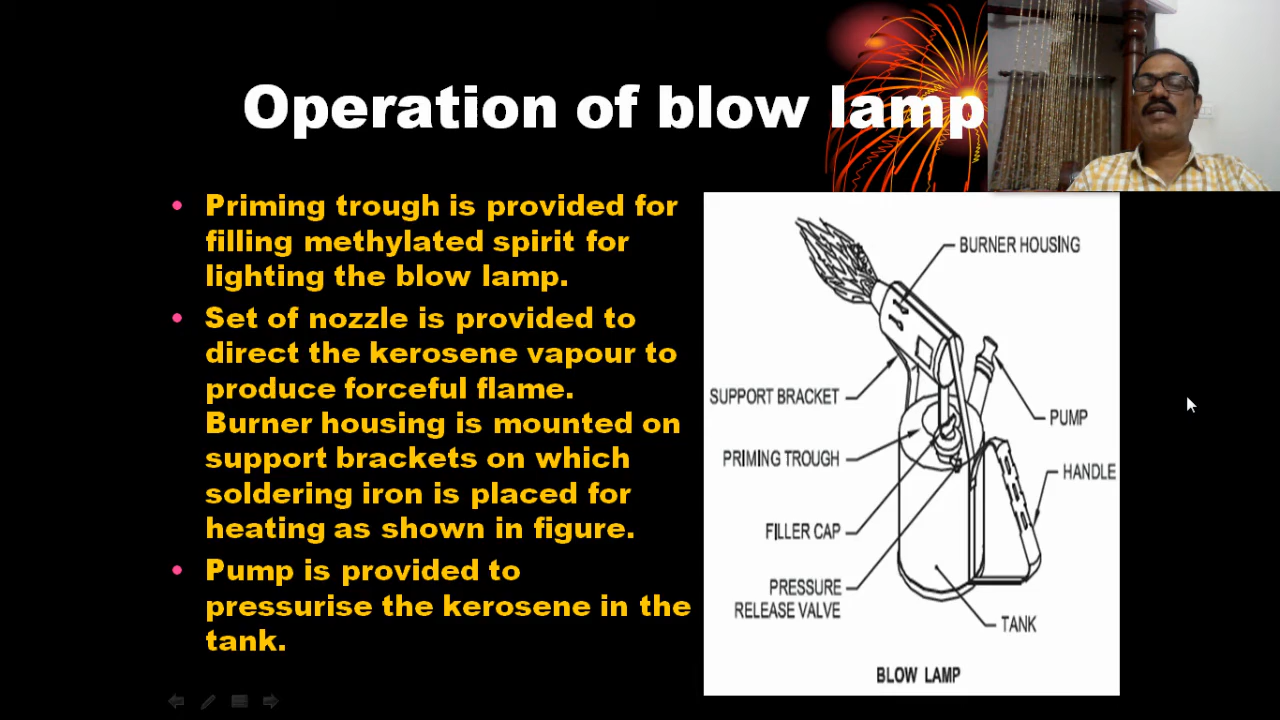 Operation of blow lamp
• Priming trough is provided for
filling methylated spirit for
lighting the blow lamp.
• Set of nozzle is provided to
direct the kerosene vapour to
produce forceful flame.
Burner housing is mounted on
support brackets on which
soldering iron is placed for
heating as shown in figure.
• Pump is provided to
pressurise the kerosene in the
tank.
BURNER HOUSING
SUPPORT BRACKET
PUMP
PRIMING TROUGH
HANDLE
FILLER CAP
PRESSURE
RELEASE VALVE
TANK
BLOW LAMP